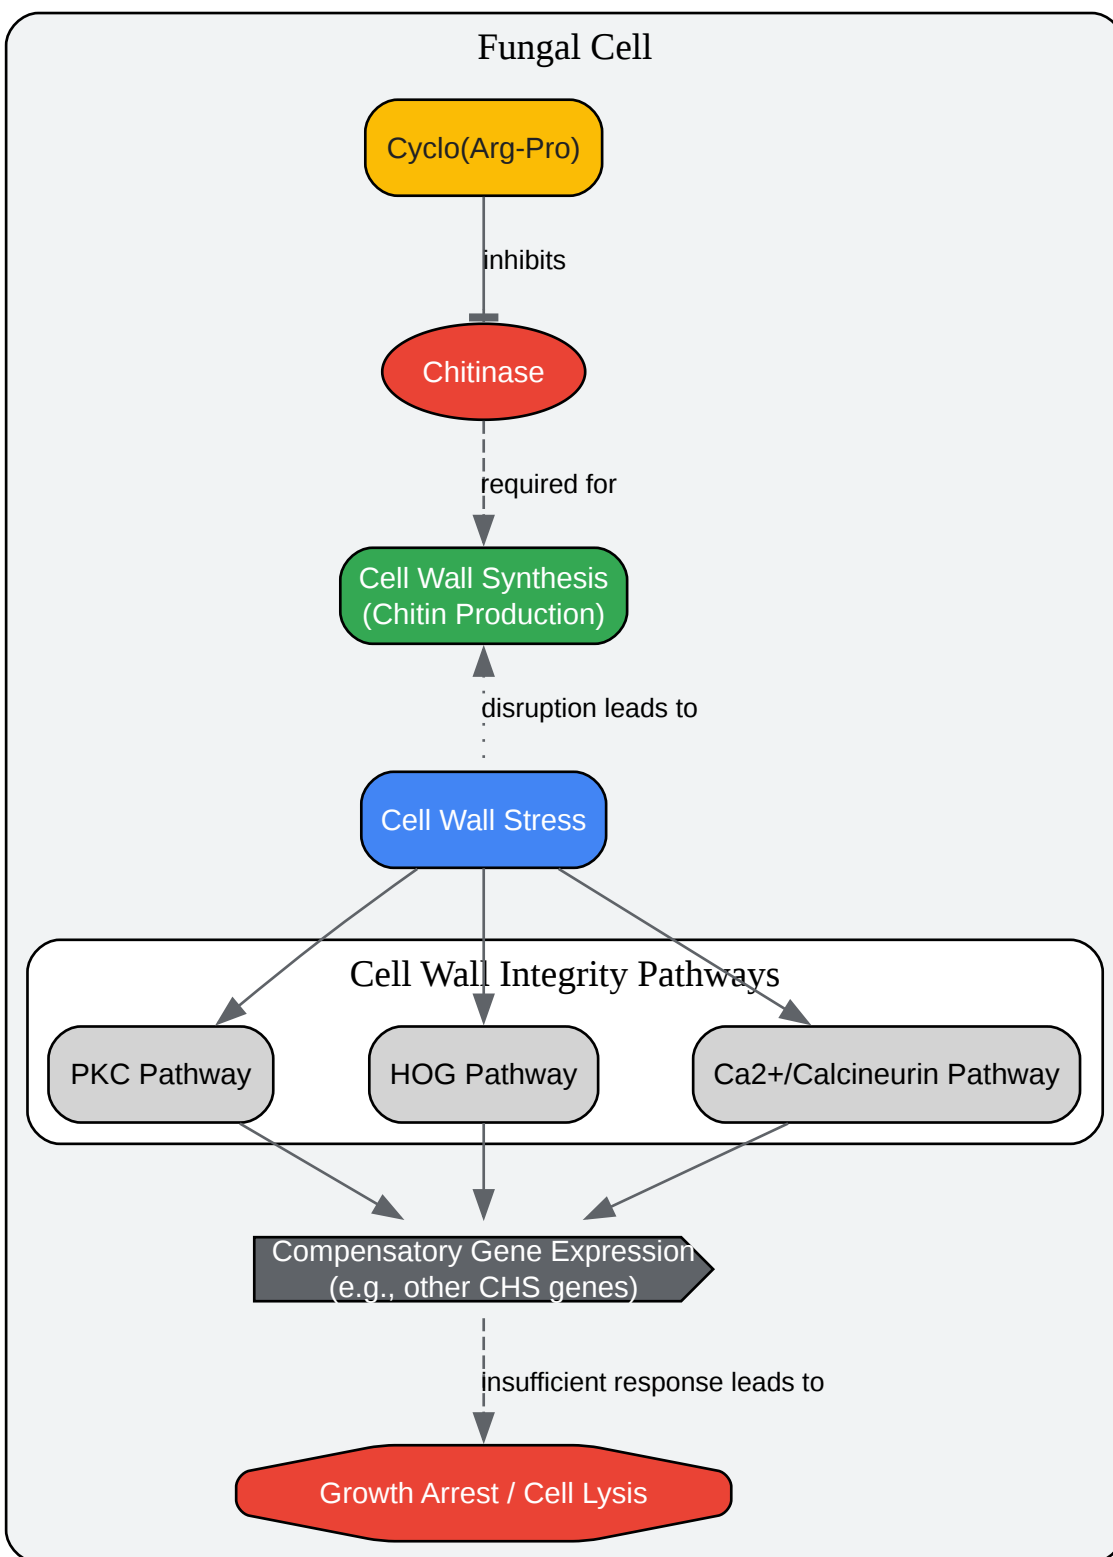 Fungal Cell
Cyclo(Arg-Pro)
inhibits
Chitinase
required for
Cell Wall Synthesis
(Chitin Production)
disruption leads to
Cell Wall Stress
Cell Wall Integrity Pathways
PKC Pathway
HOG Pathway
Ca2+/Calcineurin Pathway
Compensatory Gene Expression
(e.g., other CHS genes)
insufficient response leads to
Growth Arrest / Cell Lysis